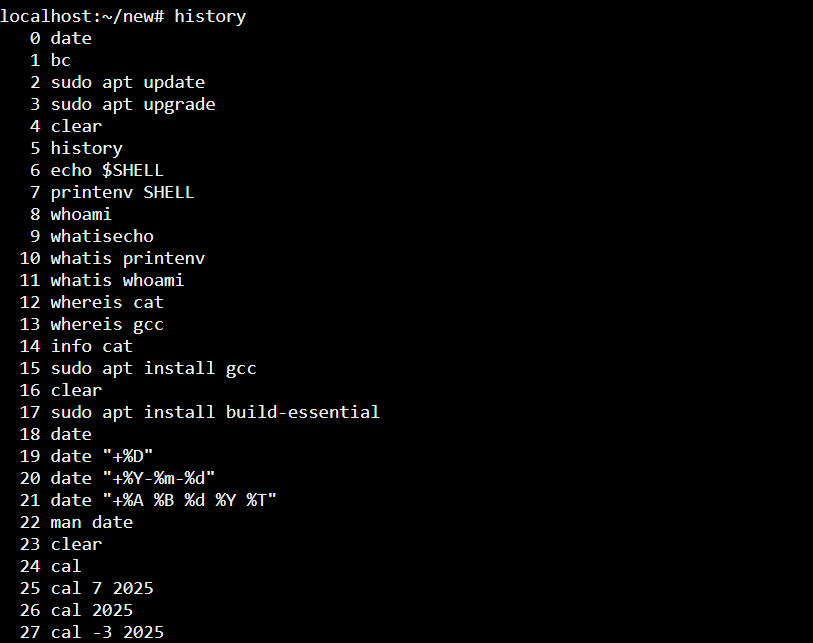 localhost:~/new# history
0 date
1 bc
2 sudo apt update
3 sudo apt upgrade
4 clear
5 history
6 echo $SHELL
7 printenv SHELL
8 whoami
9 whatisecho
10 whatis printenv
11 whatis whoami
12 whereis cat
13 whereis gcc
14 info cat
15 sudo apt install gcc
16 clear
17 sudo apt install build-essential
18 date
19 date "+%D"
20 date "+%Y-%m-%d"
21 date "+%A %B %d %Y %T"
22 man date
23 clear
24 cal
25 cal 7 2025
26 cal 2025
27 cal -3 2025